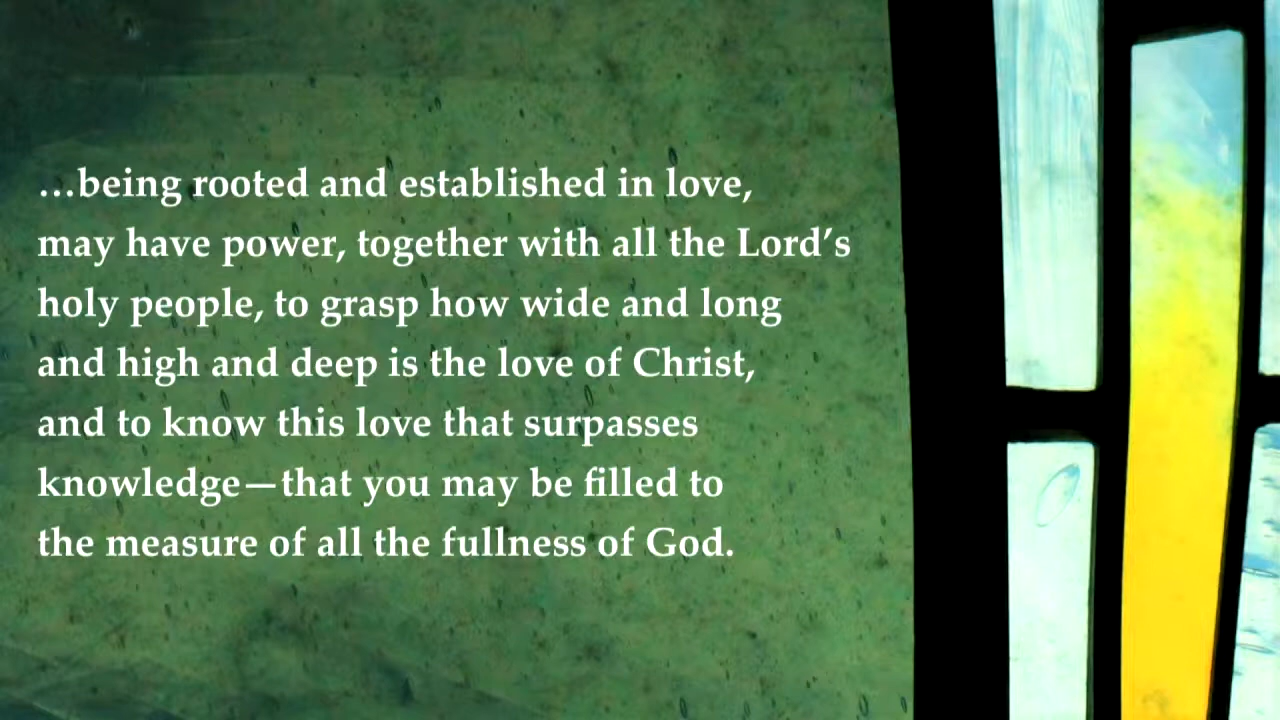 …being rooted and established in love,
may have power, together with all the Lord’s
holy people, to grasp how wide and long
and high and deep is the love of Christ,
and to know this love that surpasses
knowledge—that you may be filled to
the measure of all the fullness of God.